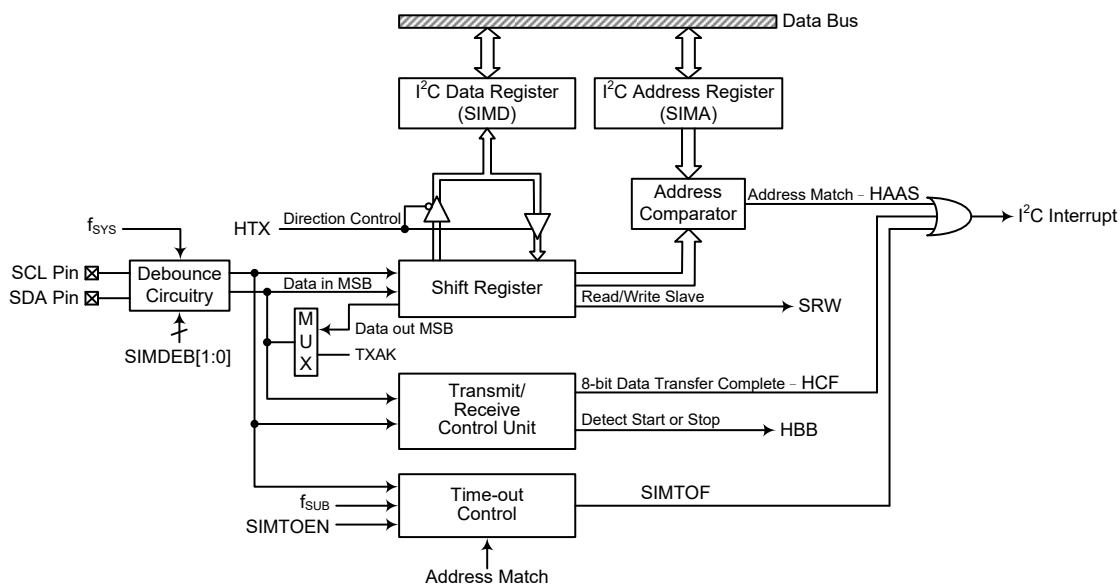 Data Bus
I²C Data Register
(SIMD)
I²C Address Register
(SIMA)
Address
Comparator
Address Match - HAAS
I²C Interrupt
HTX
Direction Control
fSYS
SCL Pin
SDA Pin
Debounce
Circuitry
SIMDEB[1:0]
Data in MSB
Shift Register
Read/Write Slave
SRW
M
U
X
Data out MSB
TXAK
Transmit/
Receive
Control Unit
8-bit Data Transfer Complete - HCF
Detect Start or Stop
HBB
fSUB
SIMTOEN
Time-out
Control
SIMTOF
Address Match